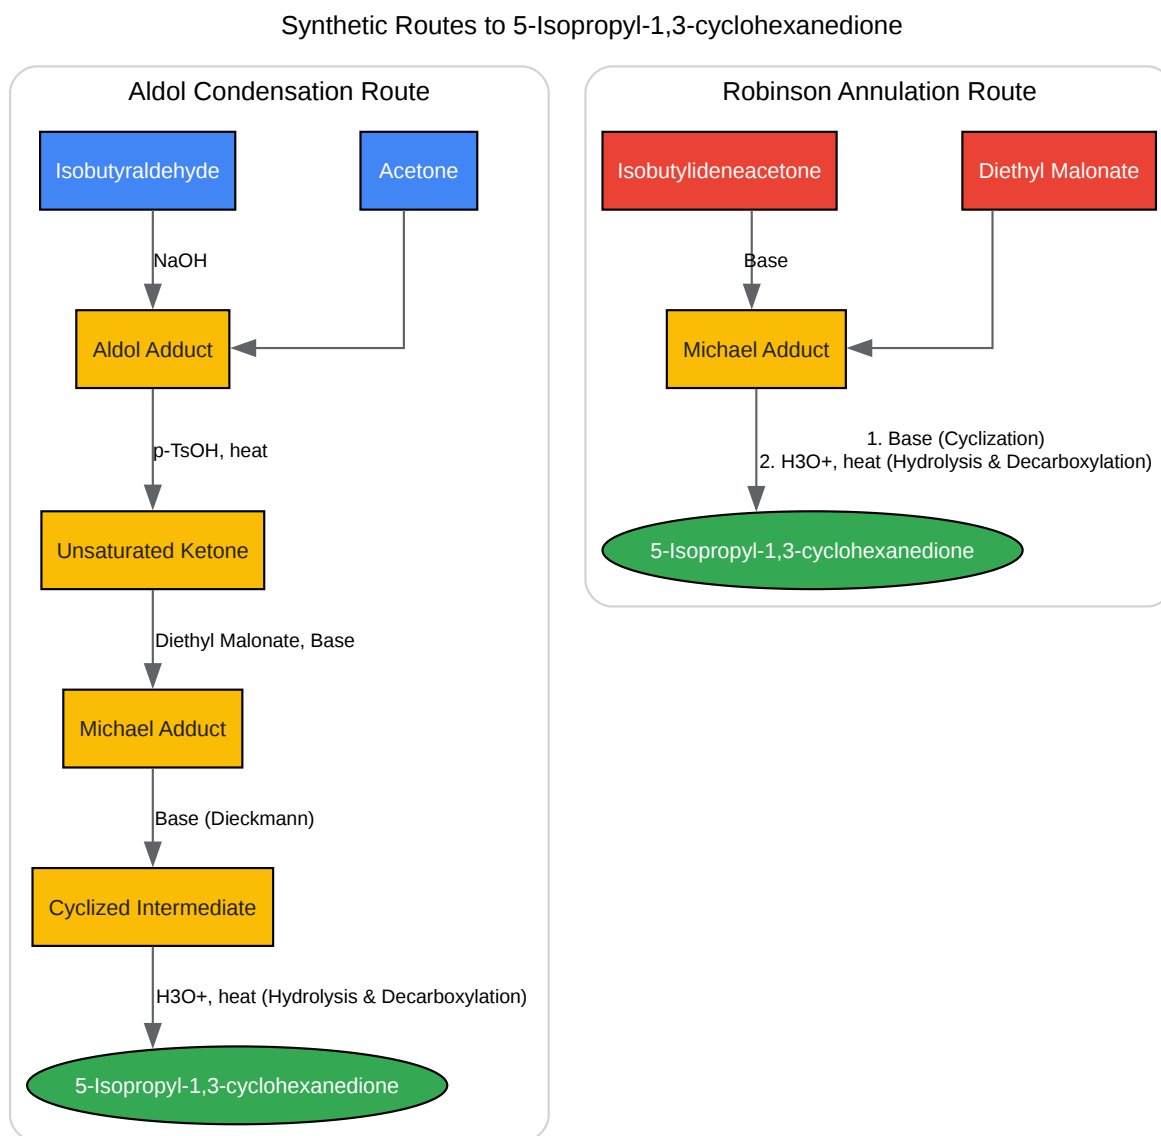 Synthetic Routes to 5-Isopropyl-1,3-cyclohexanedione
Aldol Condensation Route
Isobutyraldehyde
Acetone
NaOH
Aldol Adduct
p-TsOH, heat
Unsaturated Ketone
Diethyl Malonate, Base
Michael Adduct
Base (Dieckmann)
Cyclized Intermediate
H3O+, heat (Hydrolysis & Decarboxylation)
5-Isopropyl-1,3-cyclohexanedione
Robinson Annulation Route
Isobutylideneacetone
Diethyl Malonate
Base
Michael Adduct
1. Base (Cyclization)
2. H3O+, heat (Hydrolysis & Decarboxylation)
5-Isopropyl-1,3-cyclohexanedione